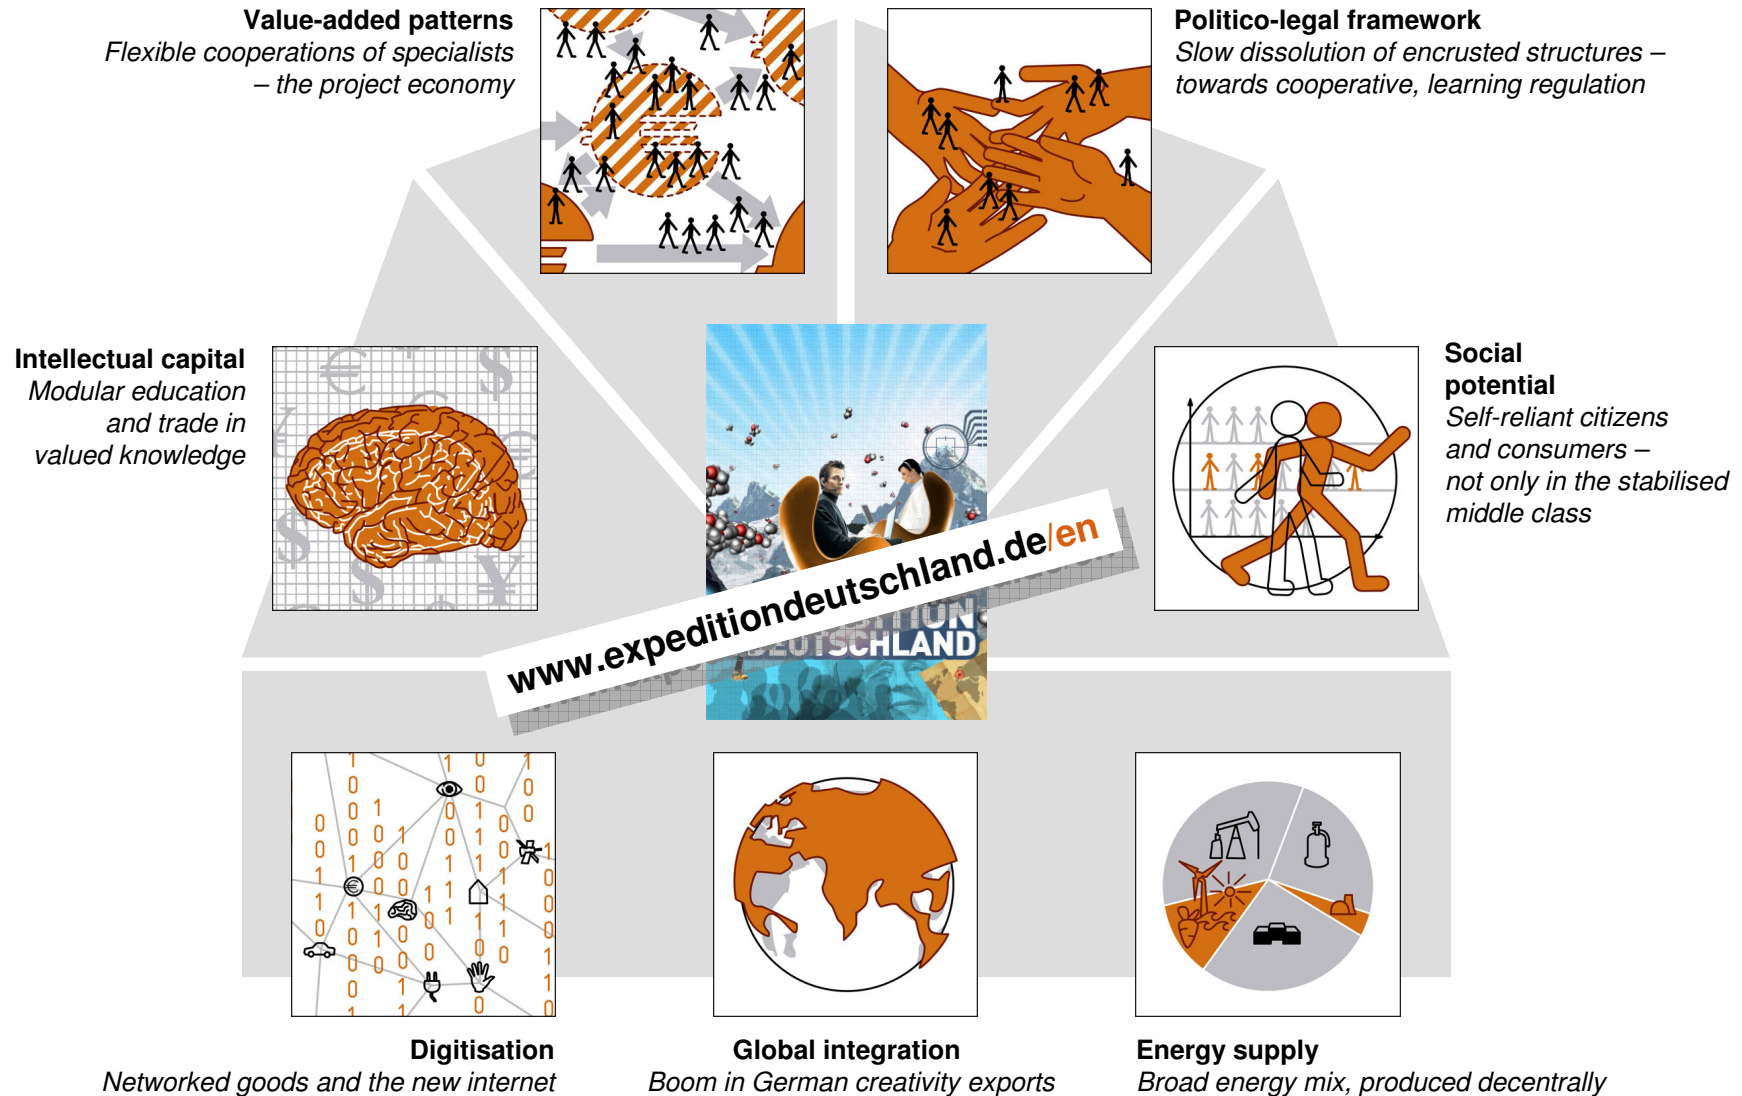 Value-added patterns
Flexible cooperations of specialists
– the project economy
Politico-legal framework
Slow dissolution of encrusted structures –
towards cooperative, learning regulation
Intellectual capital
Modular education
and trade in
valued knowledge
Social
potential
Self-reliant citizens
and consumers –
not only in the stabilised
middle class
www.expeditiondeutschland.de/en
DEUTSCHLAND
Digitisation
Networked goods and the new internet
Global integration
Boom in German creativity exports
Energy supply
Broad energy mix, produced decentrally